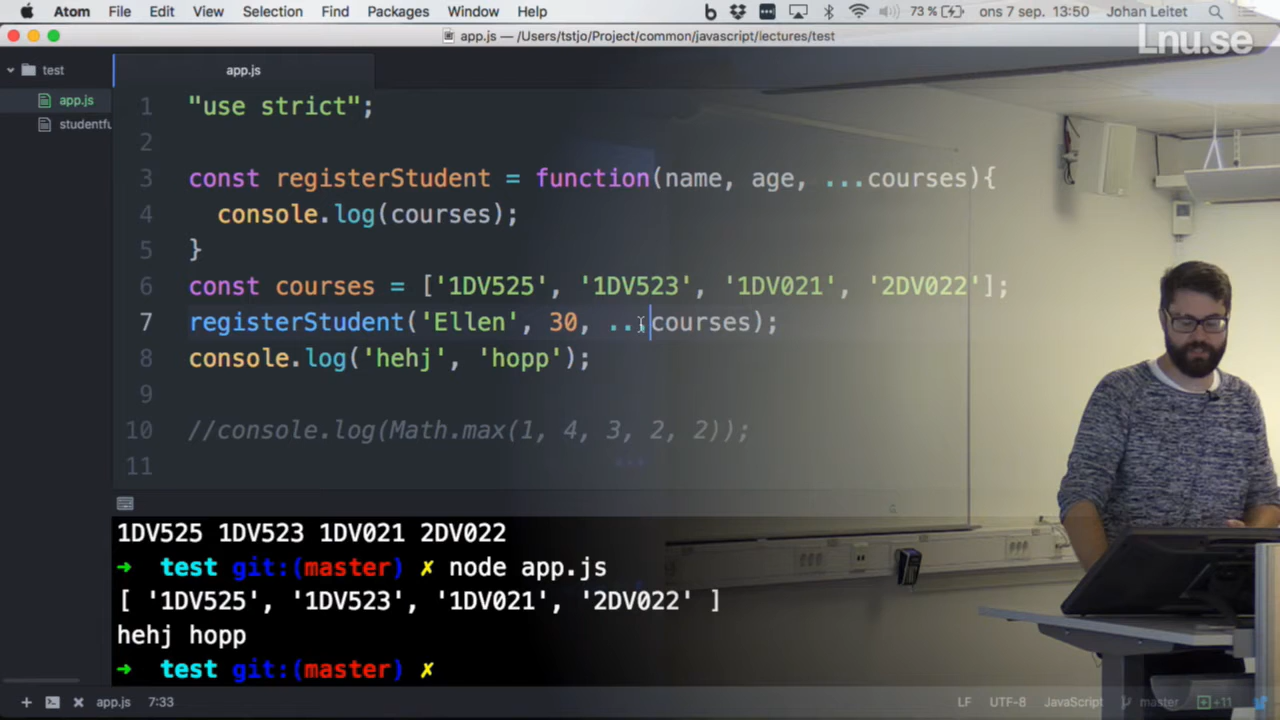 Atom File Edit View Selection Find Packages Window Help 73 % ons 7 sep. 13:50 Johan Leitet
app.js — /Users/tstjo/Project/common/javascript/lectures/test
Lnu.se
test
app.js
app.js
studentfu
1 "use strict";
2
3 const registerStudent = function(name, age, ...courses){
4 console.log(courses);
5 }
6 const courses = ['1DV525', '1DV523', '1DV021', '2DV022'];
7 registerStudent('Ellen', 30, ...courses);
8 console.log('hehj', 'hopp');
9
10 //console.log(Math.max(1, 4, 3, 2, 2));
11
1DV525 1DV523 1DV021 2DV022
➜ test git:(master) ✗ node app.js
[ '1DV525', '1DV523', '1DV021', '2DV022' ]
hehj hopp
➜ test git:(master) ✗
app.js 7:33 LF UTF-8 JavaScript master +11